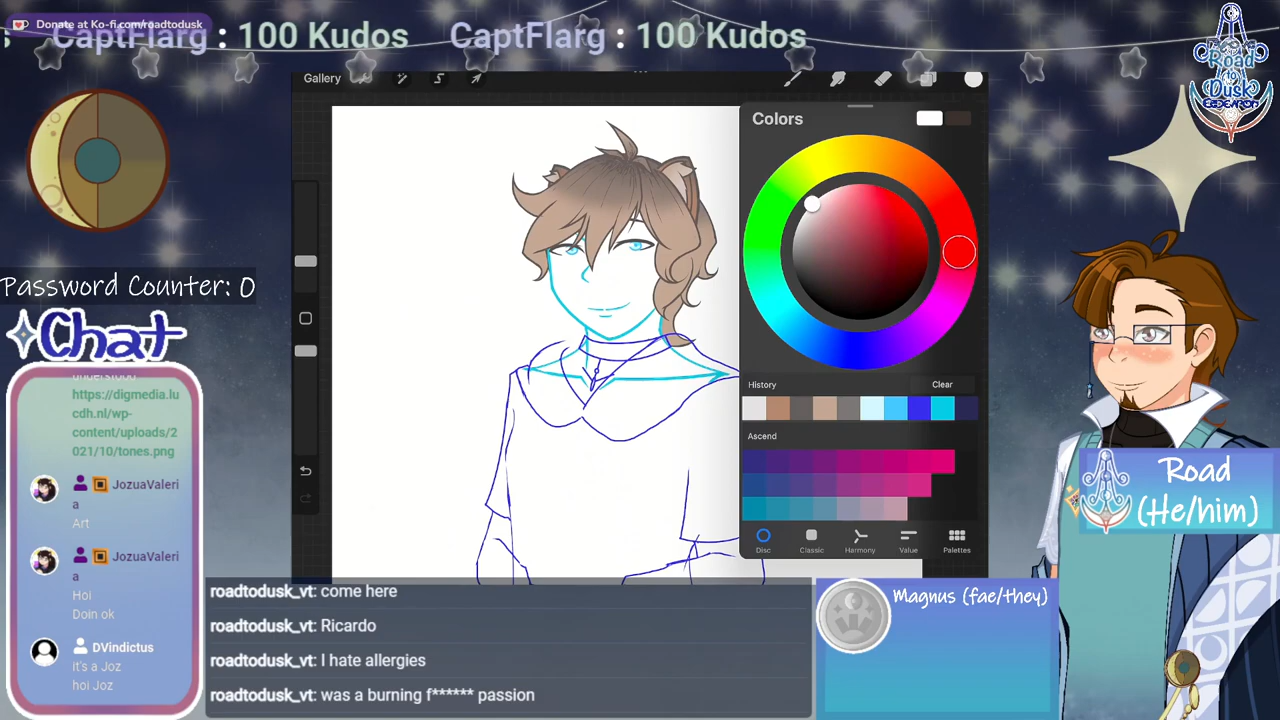 Donate at Ko-fi.com/roadtodusk
CaptFlarg : 100 Kudos CaptFlarg : 100 Kudos
Road
to
Dusk
Gallery
Colors
Password Counter: 0
Chat
understood
https://digmedia.lu
cdh.nl/wp-
content/uploads/2
021/10/tones.png
JozuaValeri
a
Art
JozuaValeri
a
Hoi
Doin ok
DVindictus
it's a Joz
hoi Joz
History
Clear
Ascend
Disc
Classic
Harmony
Value
Palettes
Road
(He/him)
roadtodusk_vt: come here
roadtodusk_vt: Ricardo
roadtodusk_vt: I hate allergies
roadtodusk_vt: was a burning f****** passion
Magnus (fae/they)